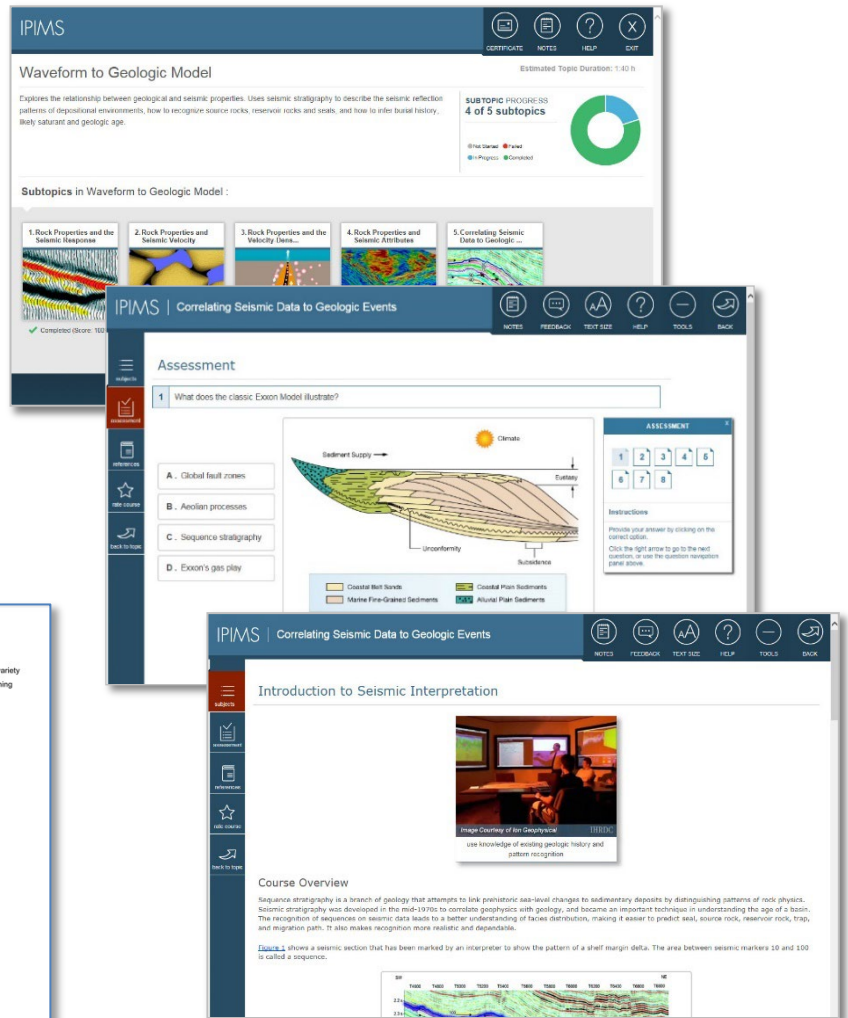 IPIMS
CERTIFICATE
NOTES
HELP
X
EXIT
Waveform to Geologic Model
Estimated Topic Duration: 1:40 h
Explores the relationship between geological and seismic properties. Uses seismic stratigraphy to describe the seismic reflection
patterns of depositional environments, how to recognize source rocks, reservoir rocks and seals, and how to infer burial history,
likely saturant and geologic age.
SUBTOPIC PROGRESS
4 of 5 subtopics
Not Started
Failed
In Progress
Completed
Subtopics in Waveform to Geologic Model :
1. Rock Properties and the
Seismic Response
2. Rock Properties and
Seismic Velocity
3. Rock Properties and the
Velocity Dens...
4. Rock Properties and
Seismic Attributes
5. Correlating Seismic
Data to Geologic ...
Completed (Score: 100
IPIMS | Correlating Seismic Data to Geologic Events
NOTES
FEEDBACK
TEXT SIZE
HELP
TOOLS
BACK
subjects
assessment
references
rate course
back to topic
Assessment
1 What does the classic Exxon Model illustrate?
A . Global fault zones
B . Aeolian processes
C . Sequence stratigraphy
D . Exxon's gas play
Climate
Sediment Supply
Eustasy
Unconformity
Subsidence
Coastal Belt Sands
Coastal Plain Sediments
Marine Fine-Grained Sediments
Alluvial Plain Sediments
ASSESSMENT
X
1 2 3 4 5
6 7 8
Instructions
Provide your answer by clicking on the
correct option.
Click the right arrow to go to the next
question, or use the question navigation
panel above.
IPIMS | Correlating Seismic Data to Geologic Events
NOTES
FEEDBACK
TEXT SIZE
HELP
TOOLS
BACK
subjects
assessment
references
rate course
back to topic
Introduction to Seismic Interpretation
Image Courtesy of Ion Geophysical
IHRDC
use knowledge of existing geologic history and
pattern recognition
Course Overview
Sequence stratigraphy is a branch of geology that attempts to link prehistoric sea-level changes to sedimentary deposits by distinguishing patterns of rock physics.
Seismic stratigraphy was developed in the mid-1970s to correlate geophysics with geology, and became an important technique in understanding the age of a basin.
The recognition of sequences on seismic data leads to a better understanding of facies distribution, making it easier to predict seal, source rock, reservoir rock, trap,
and migration path. It also makes recognition more realistic and dependable.
Figure 1 shows a seismic section that has been marked by an interpreter to show the pattern of a shelf margin delta. The area between seismic markers 10 and 100
is called a sequence.
NE